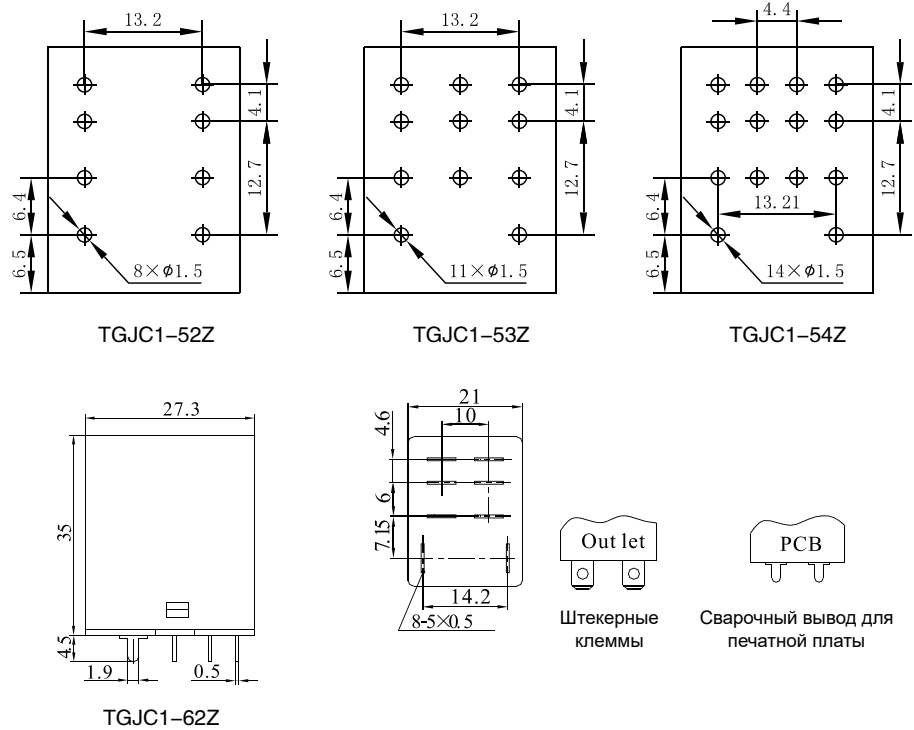 13.2
4.1
12.7
6.4
6.5
8×ϕ1.5
TGJC1–52Z
13.2
4.1
12.7
6.4
6.5
11×ϕ1.5
TGJC1–53Z
4.4
4.1
12.7
13.21
6.4
6.5
14×ϕ1.5
TGJC1–54Z
27.3
35
4.5
1.9
0.5
TGJC1–62Z
21
10
4.6
6
7.15
14.2
8-5×0.5
Out let
Штекерные
клеммы
PCB
Сварочный вывод для
печатной платы